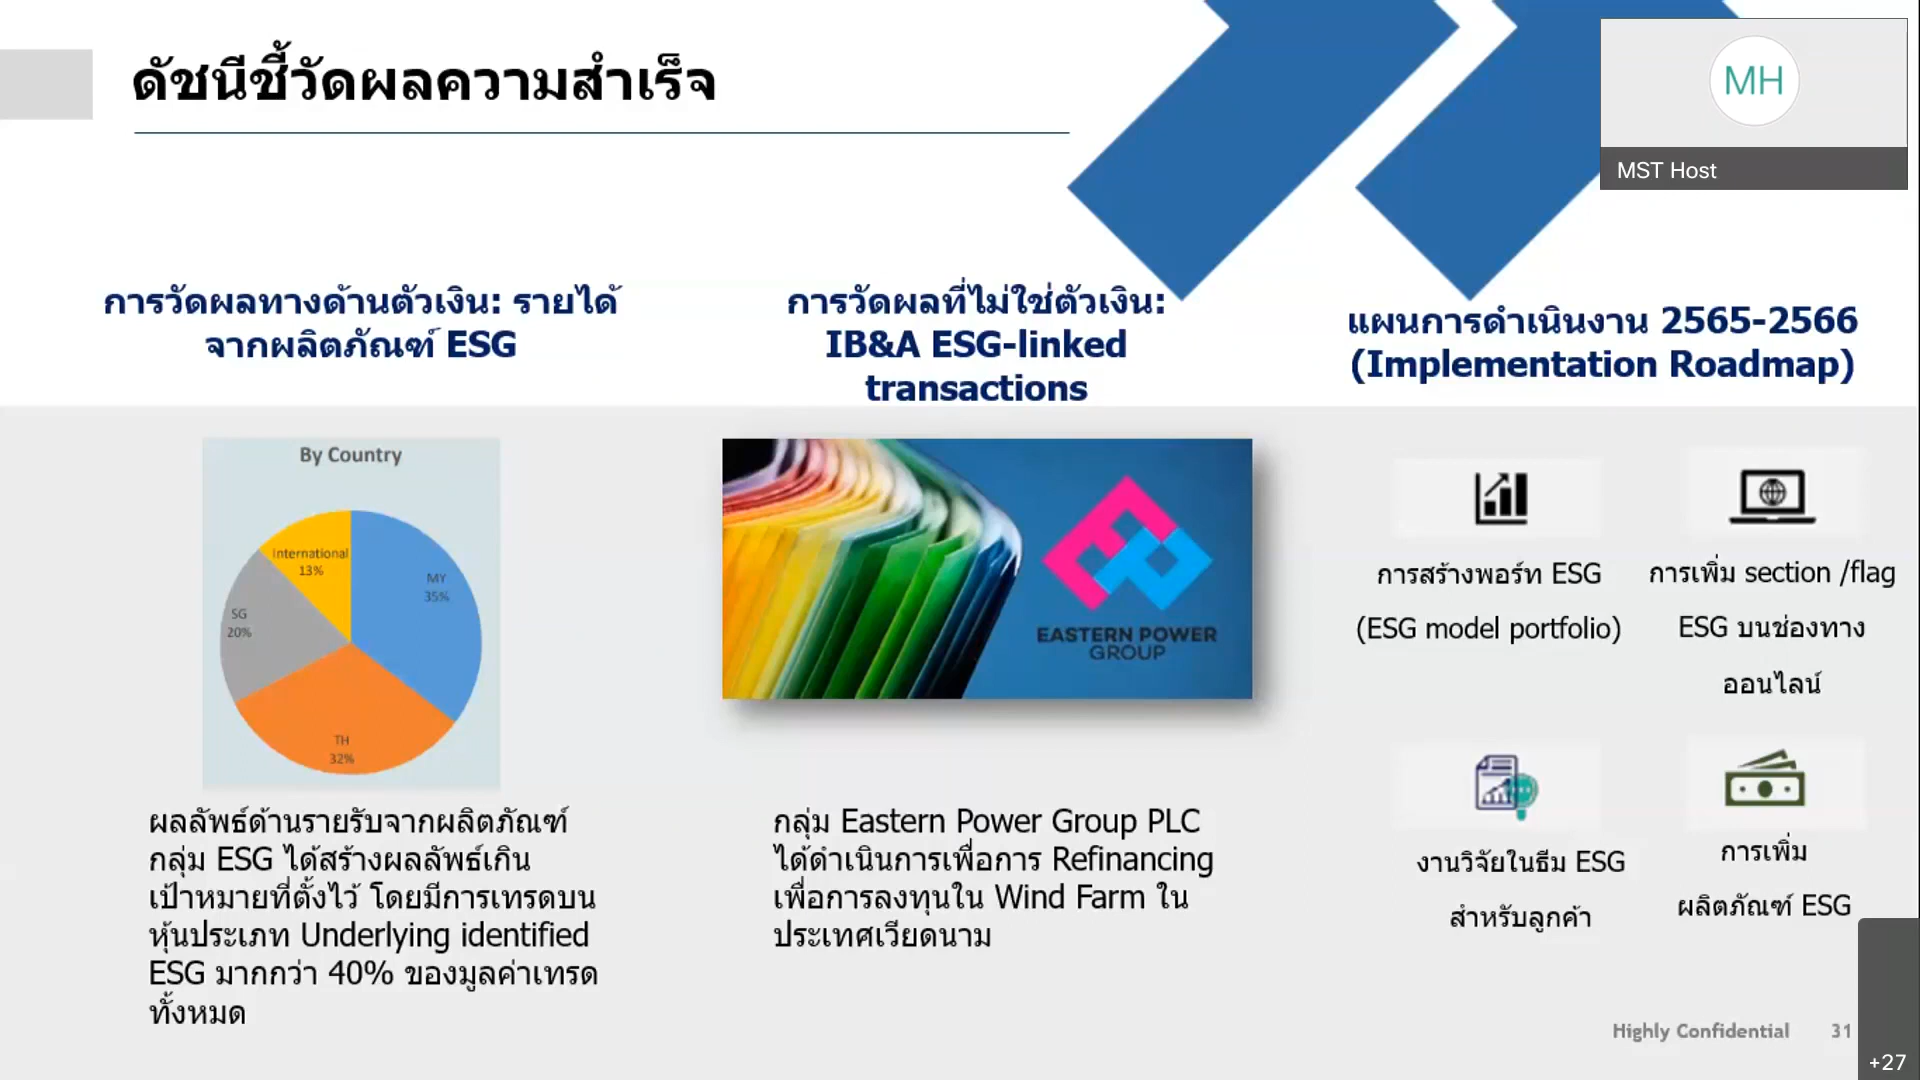 ดัชนีชี้วัดผลความสำเร็จ
MH
MST Host
การวัดผลทางด้านตัวเงิน: รายได้
จากผลิตภัณฑ์ ESG
By Country
International
13%
MY
35%
SG
20%
TH
32%
ผลลัพธ์ด้านรายรับจากผลิตภัณฑ์
กลุ่ม ESG ได้สร้างผลลัพธ์เกิน
เป้าหมายที่ตั้งไว้ โดยมีการเทรดบน
หุ้นประเภท Underlying identified
ESG มากกว่า 40% ของมูลค่าเทรด
ทั้งหมด
การวัดผลที่ไม่ใช่ตัวเงิน:
IB&A ESG-linked
transactions
EASTERN POWER
GROUP
กลุ่ม Eastern Power Group PLC
ได้ดำเนินการเพื่อการ Refinancing
เพื่อการลงทุนใน Wind Farm ใน
ประเทศเวียดนาม
แผนการดำเนินงาน 2565-2566
(Implementation Roadmap)
การสร้างพอร์ท ESG
(ESG model portfolio)
การเพิ่ม section /flag
ESG บนช่องทาง
ออนไลน์
งานวิจัยในธีม ESG
สำหรับลูกค้า
การเพิ่ม
ผลิตภัณฑ์ ESG
Highly Confidential 31
+27